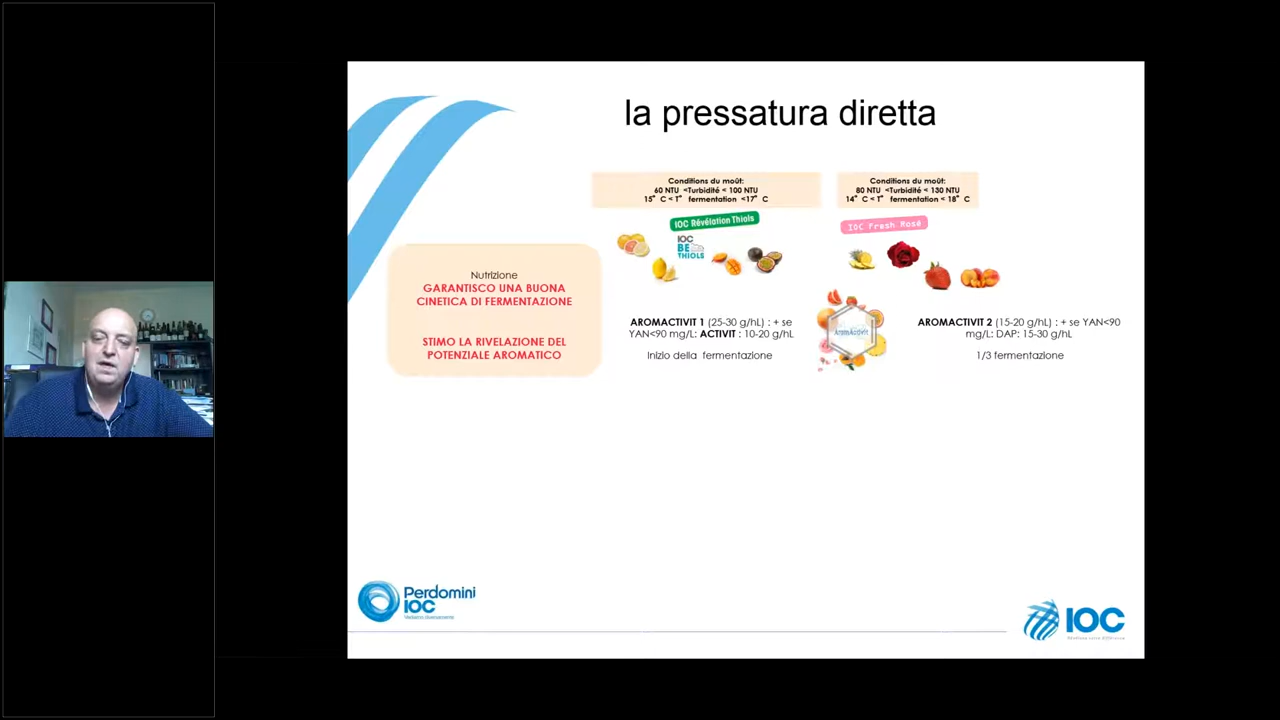 la pressatura diretta
Conditions du moût:
60 NTU <Turbidité < 100 NTU
15° C < T° fermentation <17° C
Conditions du moût:
80 NTU <Turbidité < 130 NTU
14° C < T° fermentation < 18° C
IOC Révélation Thiols
IOC Fresh Rosé
IOC
BE
THIOLS
Nutrizione
GARANTISCO UNA BUONA
CINETICA DI FERMENTAZIONE
STIMO LA RIVELAZIONE DEL
POTENZIALE AROMATICO
AROMACTIVIT 1 (25-30 g/hL) : + se
YAN<90 mg/L: ACTIVIT : 10-20 g/hL
Inizio della fermentazione
AromActivit
AROMACTIVIT 2 (15-20 g/hL) : + se YAN<90
mg/L: DAP: 15-30 g/hL
1/3 fermentazione
Perdomini
IOC
IOC